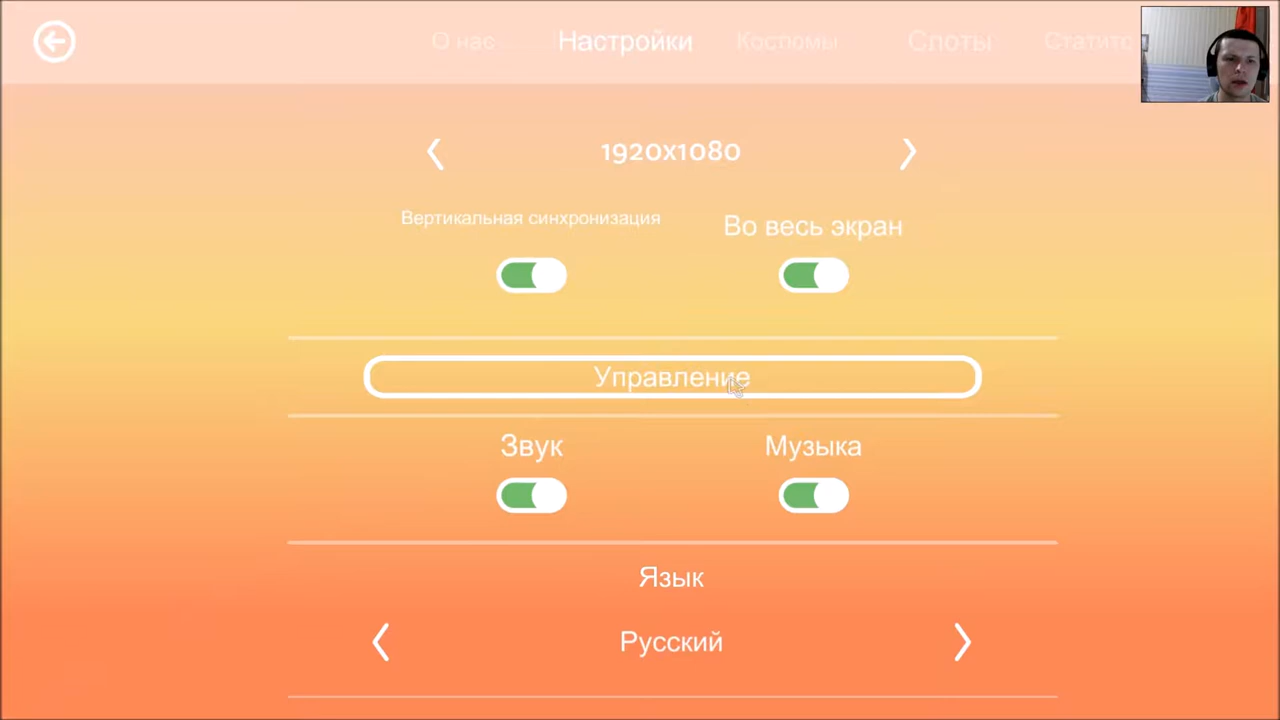 О нас Настройки Костюмы Слоты
1920x1080
Вертикальная синхронизация Во весь экран
Управление
Звук Музыка
Язык
Русский